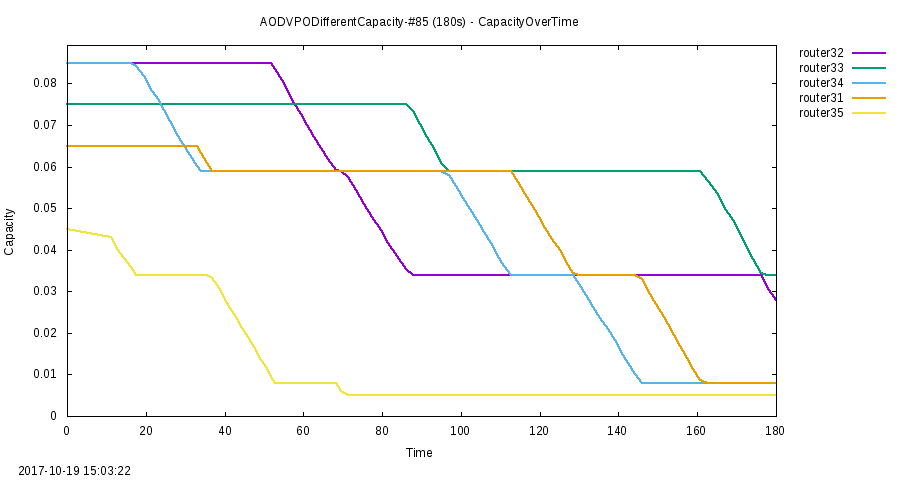 AODVPODifferentCapacity-#85 (180s) - CapacityOverTime
router32
router33
router34
router31
router35
Capacity
0.08
0.07
0.06
0.05
0.04
0.03
0.02
0.01
0
0 20 40 60 80 100 120 140 160 180
Time
2017-10-19 15:03:22